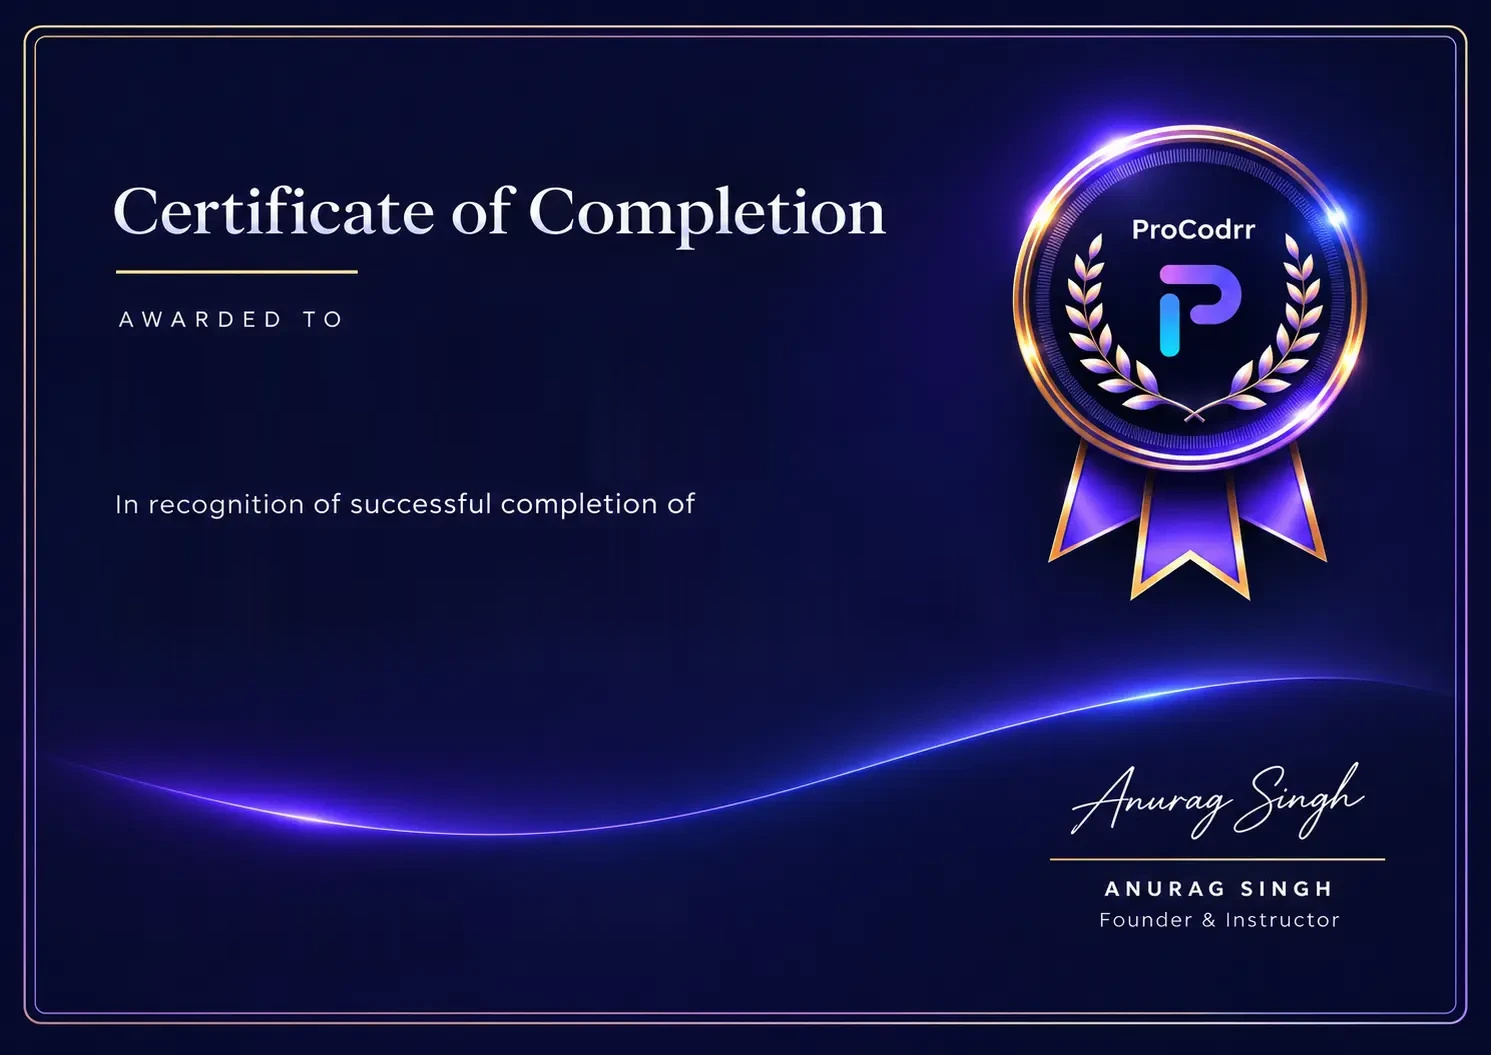 Certificate of Completion
AWARDED TO
In recognition of successful completion of
ProCodrr
Anurag Singh
ANURAG SINGH
Founder & Instructor